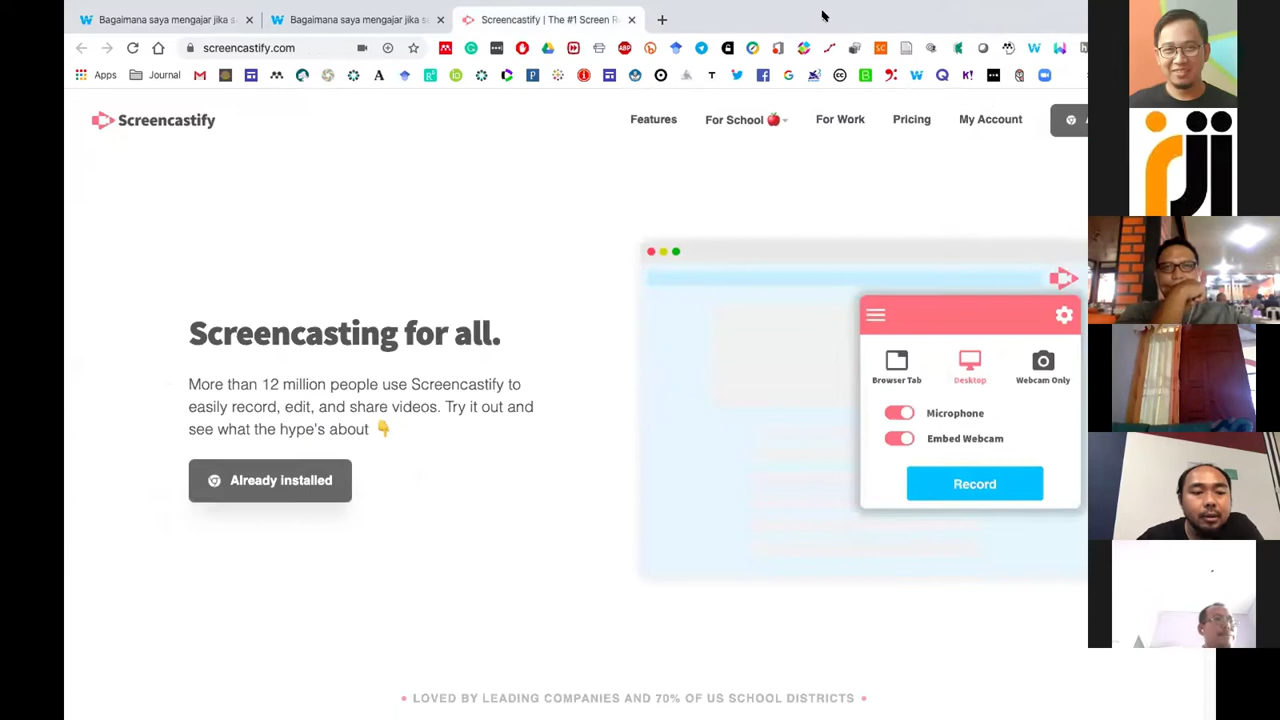 Bagaimana saya mengajar jika s
Bagaimana saya mengajar jika s
Screencastify | The #1 Screen R
screencastify.com
Apps
Journal
Screencastify
Features
For School
For Work
Pricing
My Account
Screencasting for all.
More than 12 million people use Screencastify to
easily record, edit, and share videos. Try it out and
see what the hype's about
Already installed
Browser Tab
Desktop
Webcam Only
Microphone
Embed Webcam
Record
LOVED BY LEADING COMPANIES AND 70% OF US SCHOOL DISTRICTS
rji